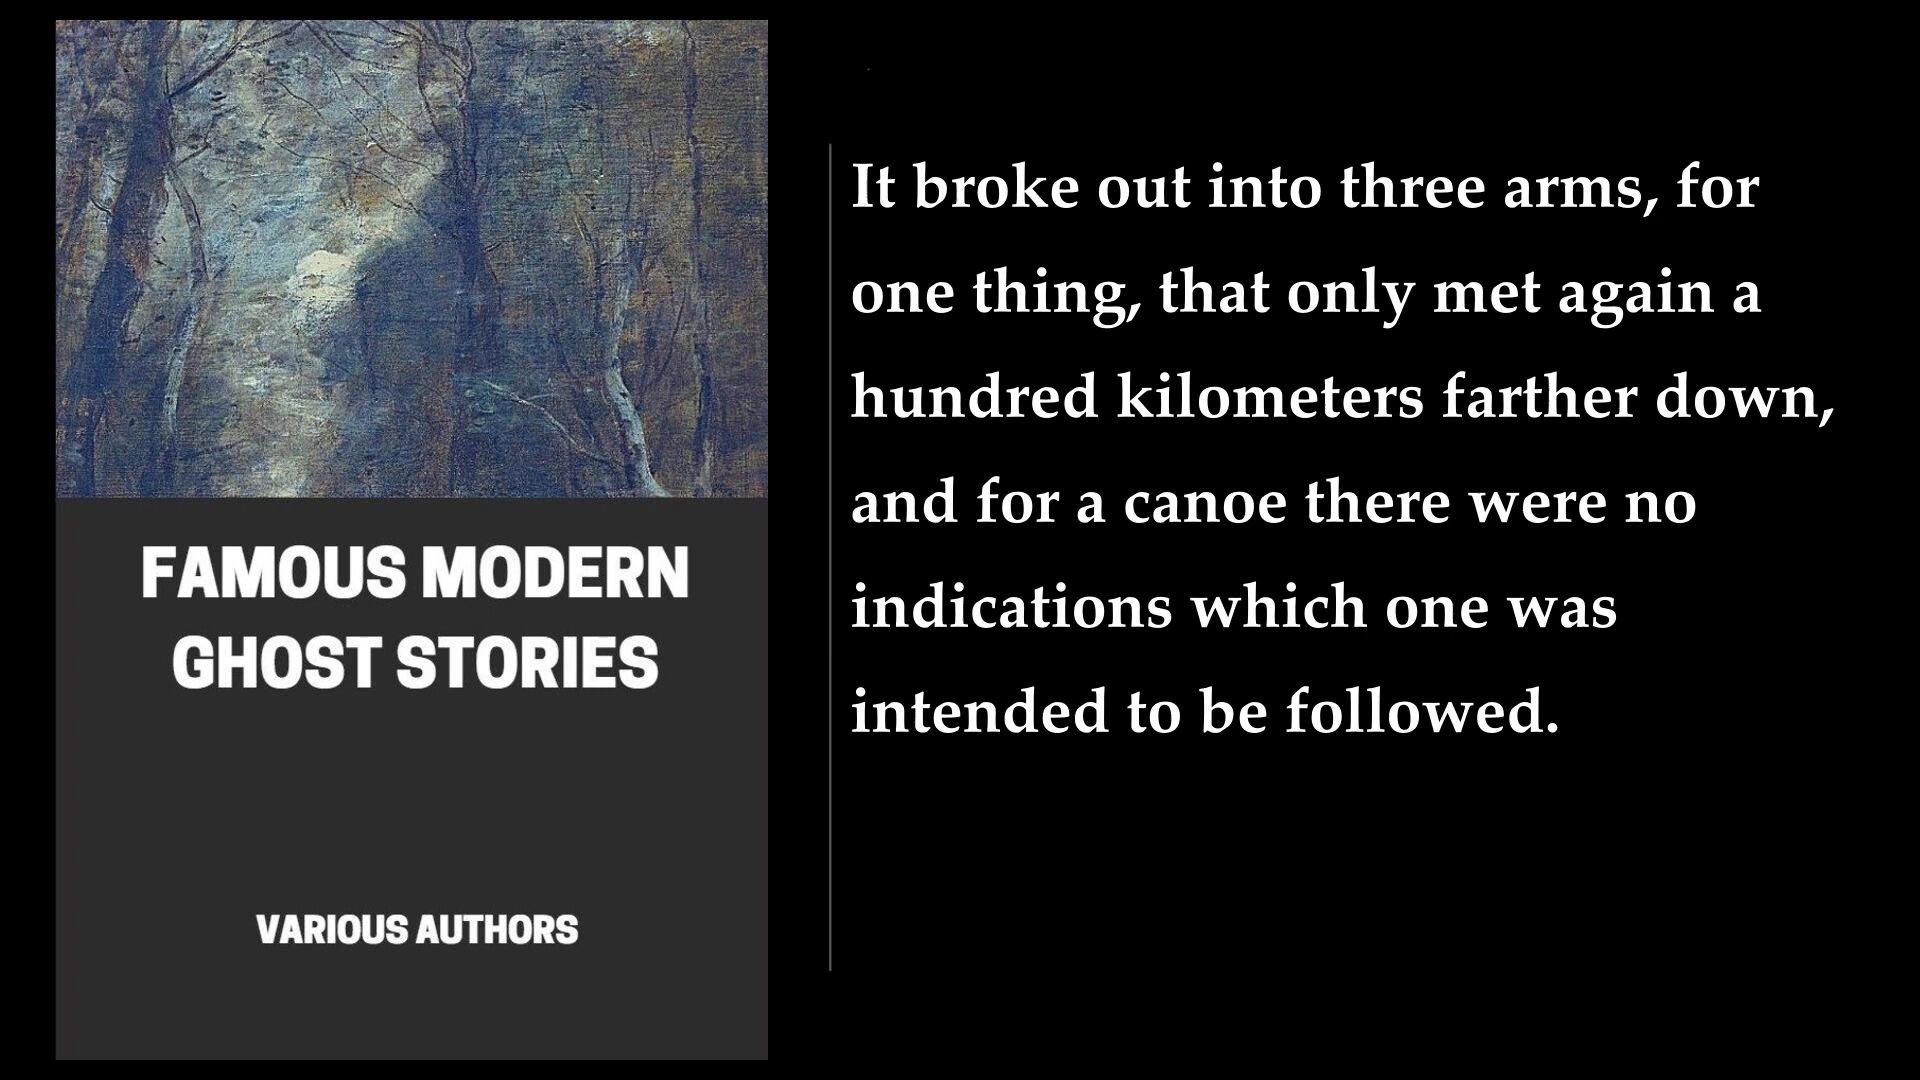 FAMOUS MODERN
GHOST STORIES
VARIOUS AUTHORS
It broke out into three arms, for
one thing, that only met again a
hundred kilometers farther down,
and for a canoe there were no
indications which one was
intended to be followed.